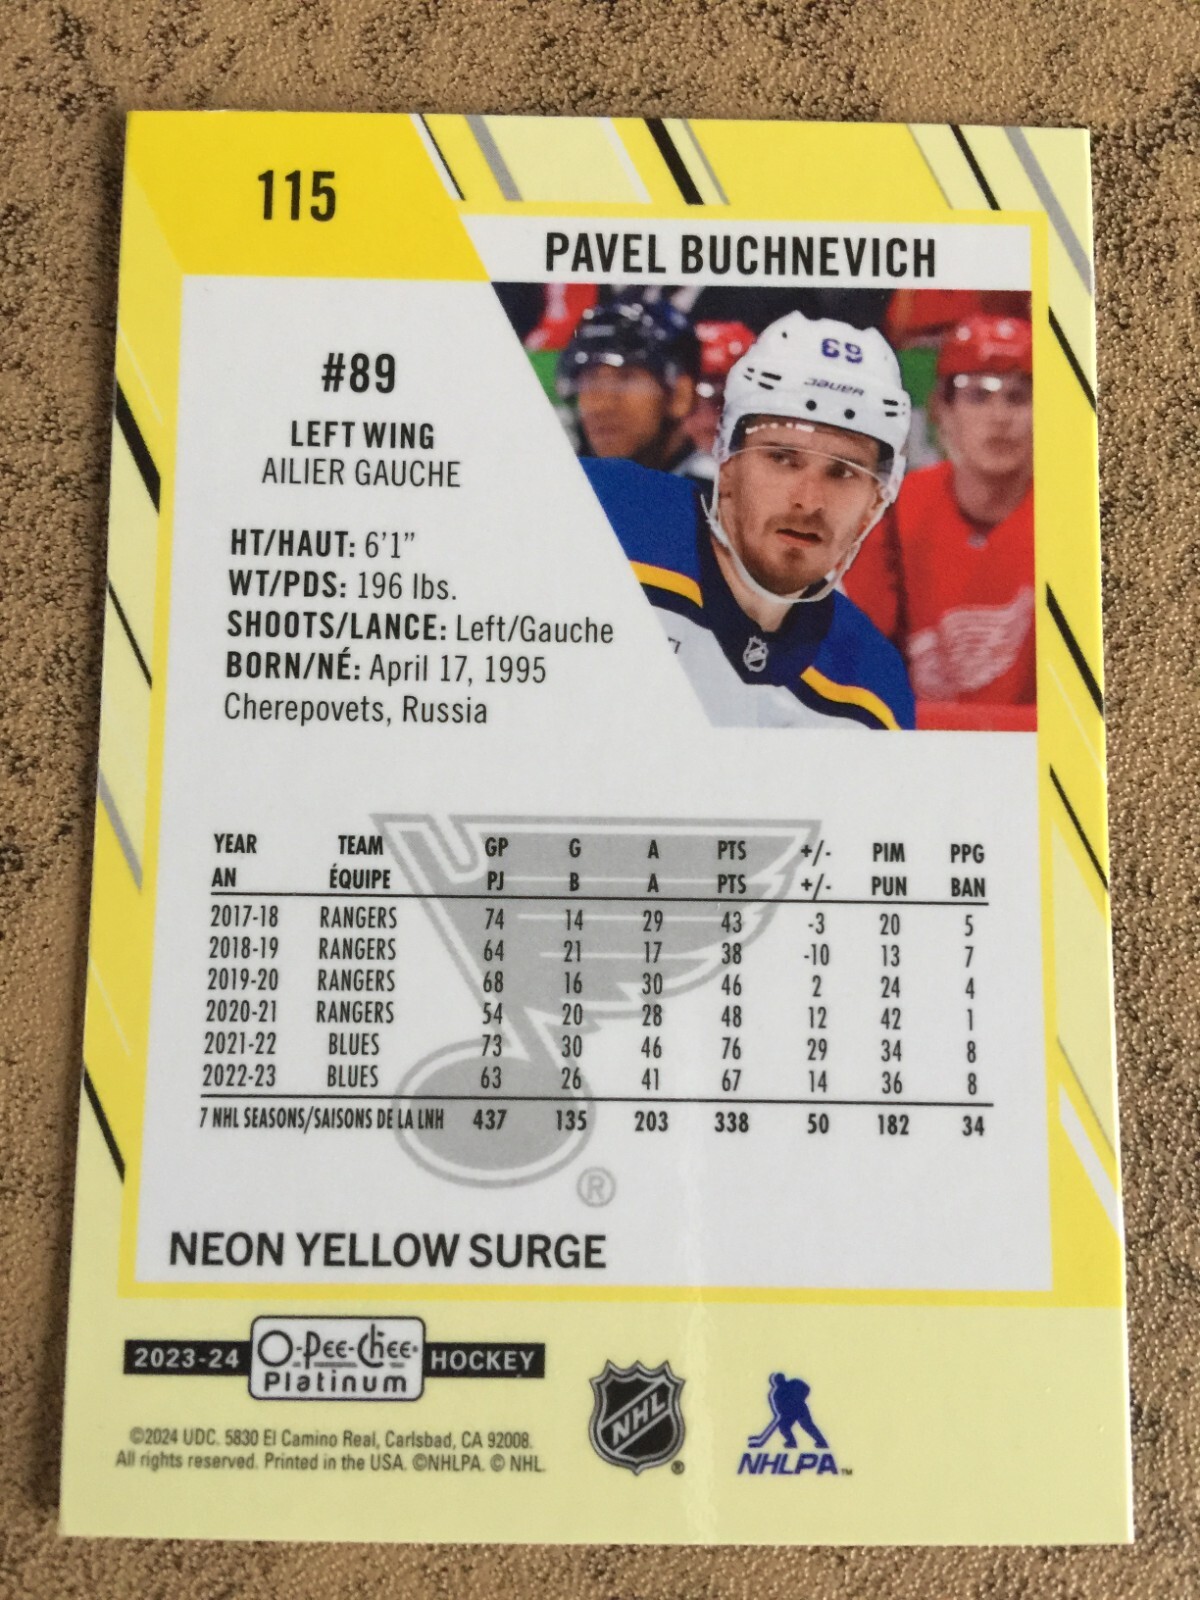 115
PAVEL BUCHNEVICH
#89
LEFT WING
AILIER GAUCHE
HT/HAUT: 6'1"
WT/PDS: 196 lbs.
SHOOTS/LANCE: Left/Gauche
BORN/NÉ: April 17, 1995
Cherepovets, Russia
89
BAUER
NHL
YEAR TEAM GP G A PTS +/- PIM PPG
AN ÉQUIPE PJ B A PTS +/- PUN BAN
2017-18 RANGERS 74 14 29 43 -3 20 5
2018-19 RANGERS 64 21 17 38 -10 13 7
2019-20 RANGERS 68 16 30 46 2 24 4
2020-21 RANGERS 54 20 28 48 12 42 1
2021-22 BLUES 73 30 46 76 29 34 8
2022-23 BLUES 63 26 41 67 14 36 8
7 NHL SEASONS/SAISONS DE LA LNH 437 135 203 338 50 182 34
®
NEON YELLOW SURGE
2023-24 O-Pee-Chee® Platinum HOCKEY
©2024 UDC. 5830 El Camino Real, Carlsbad, CA 92008.
All rights reserved. Printed in the USA. ©NHLPA. © NHL.
NHL®
NHLPA™